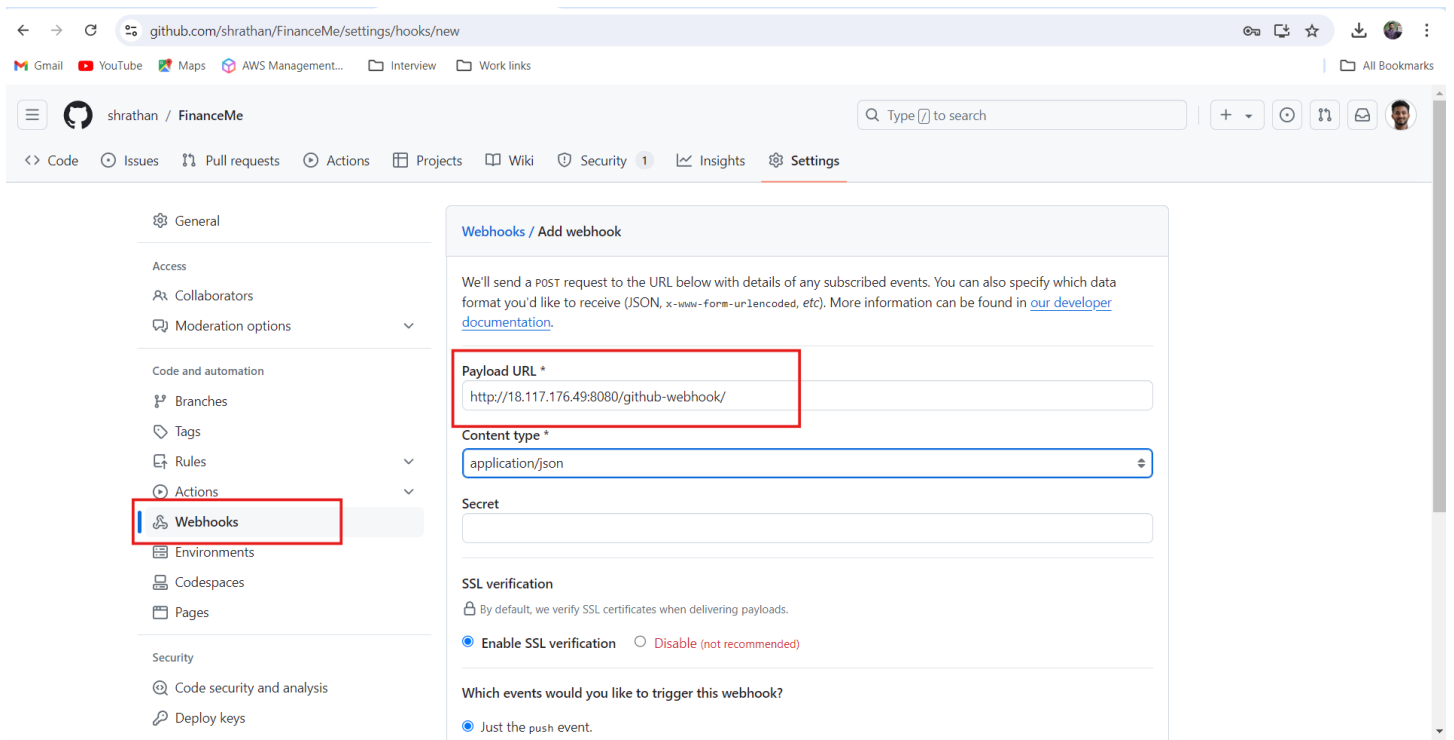 github.com/shrathan/FinanceMe/settings/hooks/new
Gmail YouTube Maps AWS Management... Interview Work links All Bookmarks
shrathan / FinanceMe Type / to search
Code Issues Pull requests Actions Projects Wiki Security 1 Insights Settings
General
Access
Collaborators
Moderation options
Code and automation
Branches
Tags
Rules
Actions
Webhooks
Environments
Codespaces
Pages
Security
Code security and analysis
Deploy keys
Webhooks / Add webhook
We'll send a POST request to the URL below with details of any subscribed events. You can also specify which data
format you'd like to receive (JSON, x-www-form-urlencoded, etc). More information can be found in our developer
documentation.
Payload URL *
http://18.117.176.49:8080/github-webhook/
Content type *
application/json
Secret
SSL verification
By default, we verify SSL certificates when delivering payloads.
Enable SSL verification Disable (not recommended)
Which events would you like to trigger this webhook?
Just the push event.